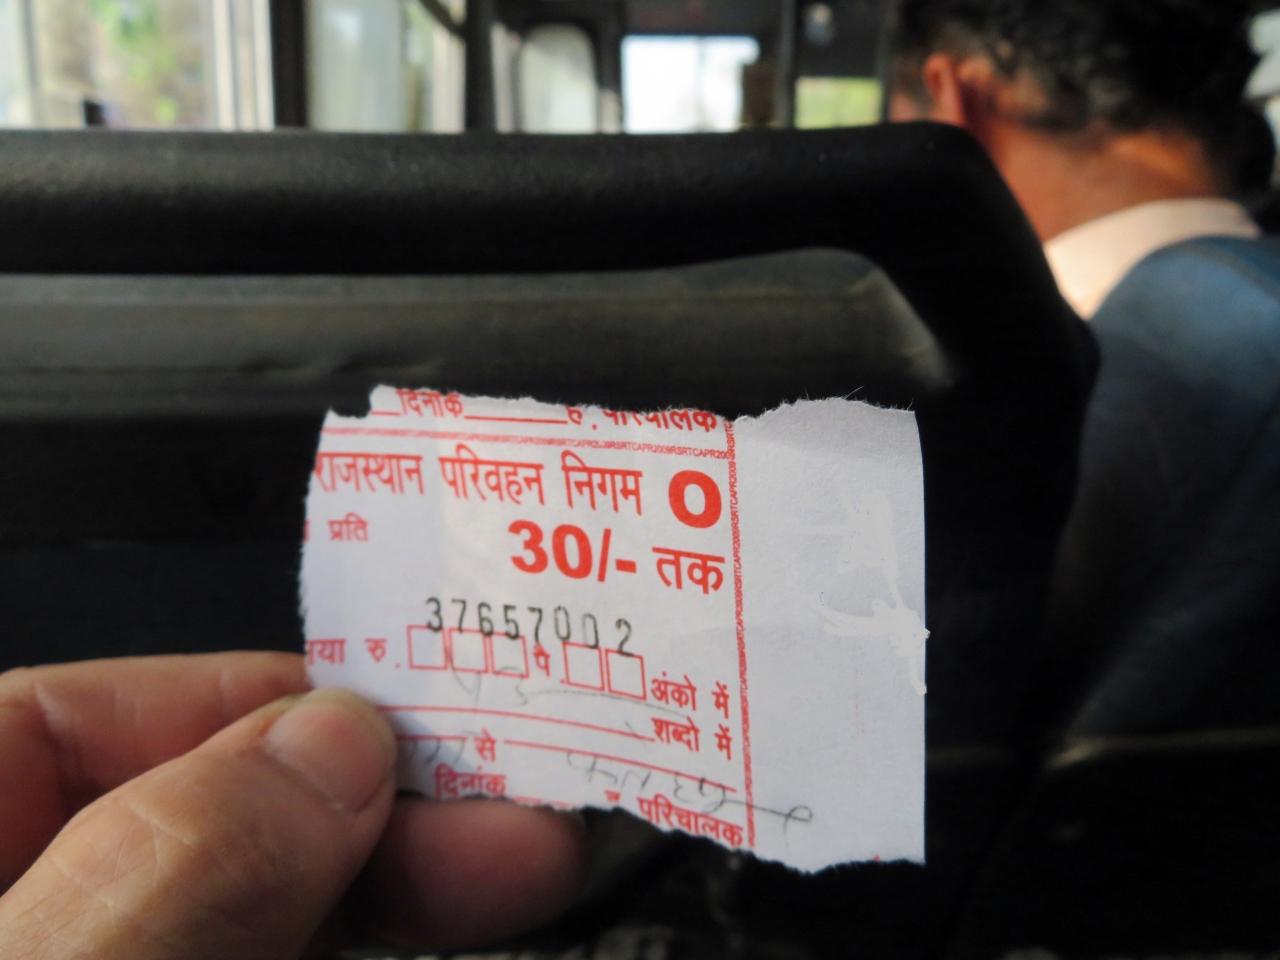 दिनांक ह. परिचालक
राजस्थान परिवहन निगम O
प्रति 30/- तक
37657002
रु. पै. अंको में
शब्दो में
से
दिनांक ह. परिचालक